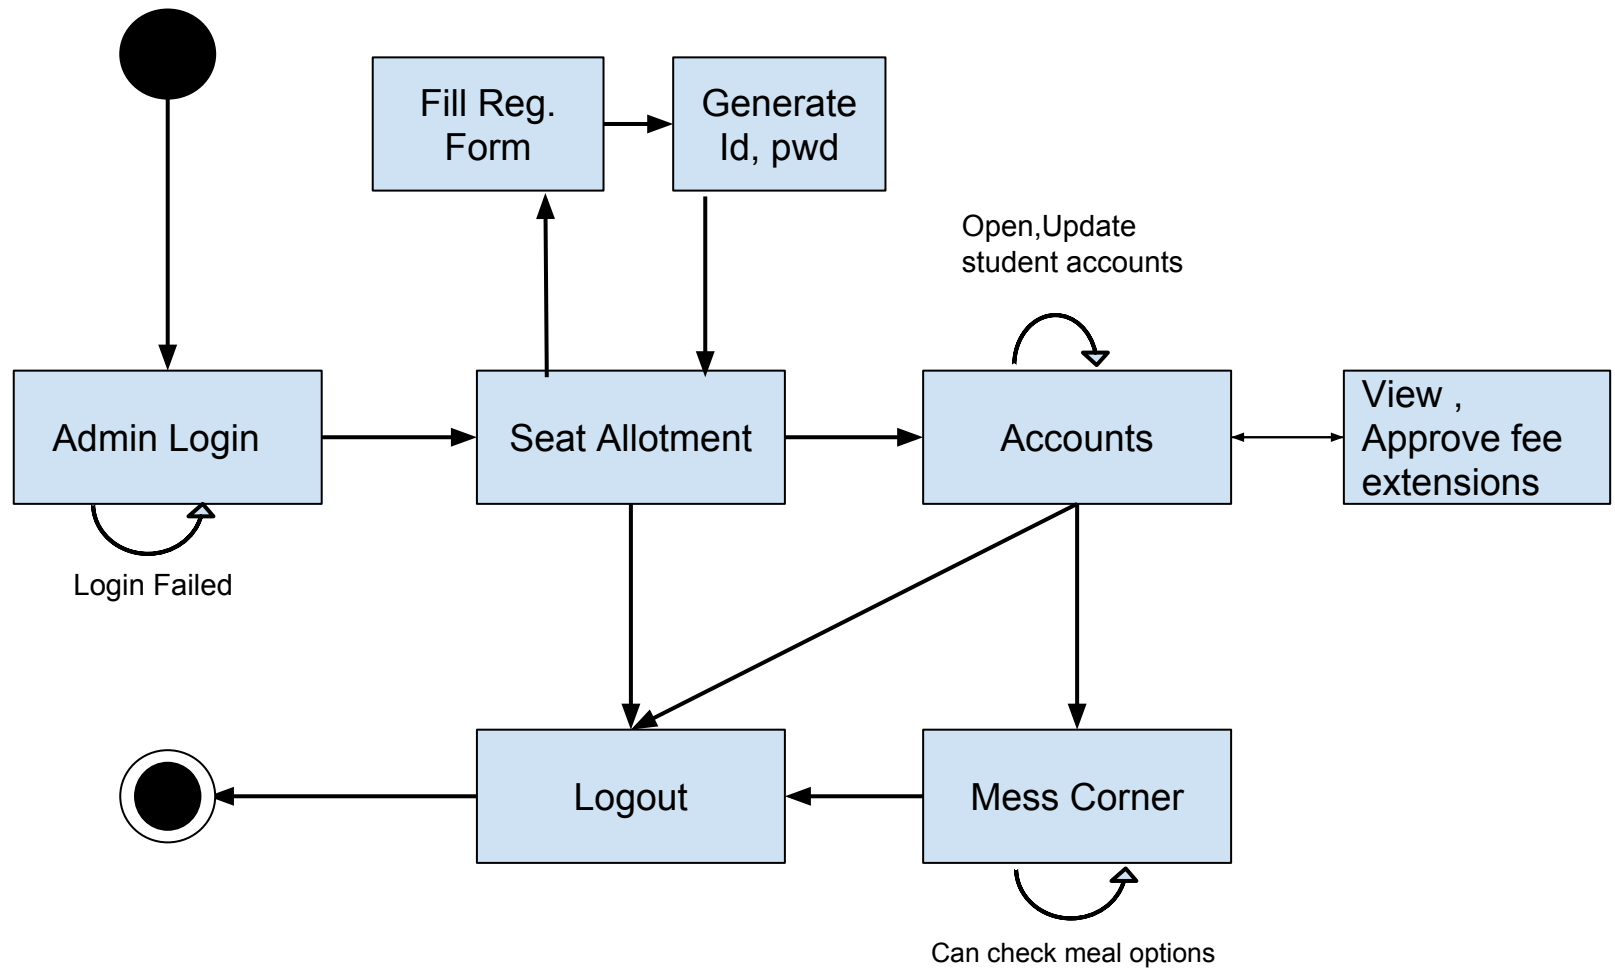 Fill Reg.
Form
Generate
Id, pwd
Open,Update
student accounts
Admin Login
Seat Allotment
Accounts
View ,
Approve fee
extensions
Login Failed
Logout
Mess Corner
Can check meal options